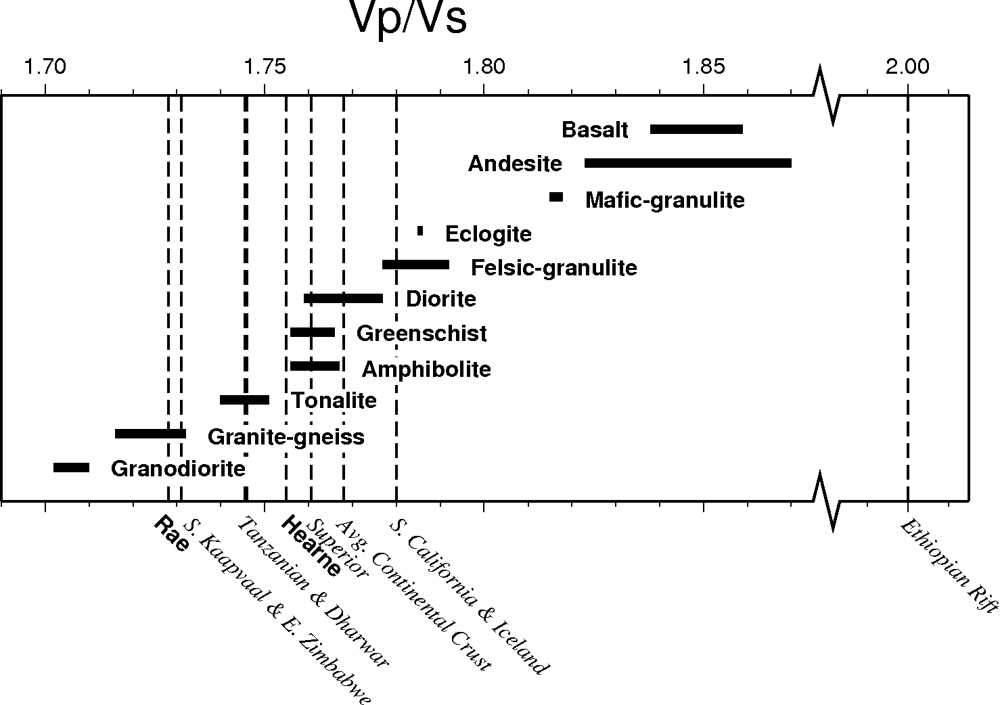 Vp/Vs
1.70 1.75 1.80 1.85 2.00
Basalt
Andesite
Mafic-granulite
Eclogite
Felsic-granulite
Diorite
Greenschist
Amphibolite
Tonalite
Granite-gneiss
Granodiorite
Rae
S. Kaapvaal & E. Zimbabwe
Tanzanian & Dharwar
Hearne
Superior
Avg. Continental Crust
S. California & Iceland
Ethiopian Rift